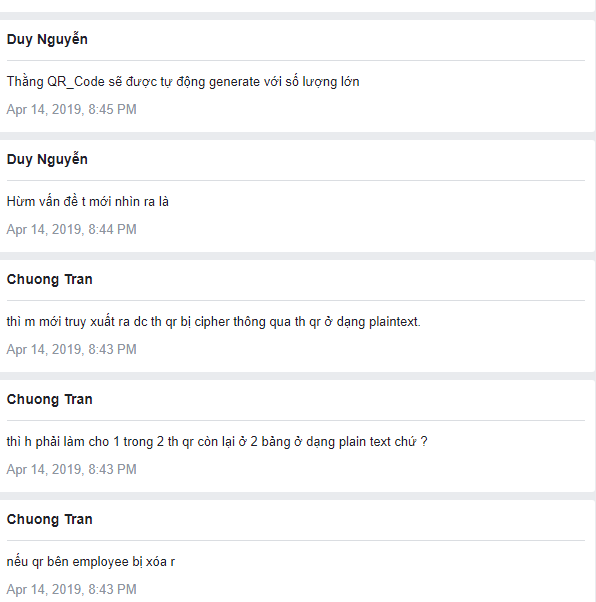 Duy Nguyễn
Thằng QR_Code sẽ được tự động generate với số lượng lớn
Apr 14, 2019, 8:45 PM
Duy Nguyễn
Hừm vấn đề t mới nhìn ra là
Apr 14, 2019, 8:44 PM
Chuong Tran
thì m mới truy xuất ra dc th qr bị cipher thông qua th qr ở dạng plaintext.
Apr 14, 2019, 8:43 PM
Chuong Tran
thì h phải làm cho 1 trong 2 th qr còn lại ở 2 bảng ở dạng plain text chứ ?
Apr 14, 2019, 8:43 PM
Chuong Tran
nếu qr bên employee bị xóa r
Apr 14, 2019, 8:43 PM